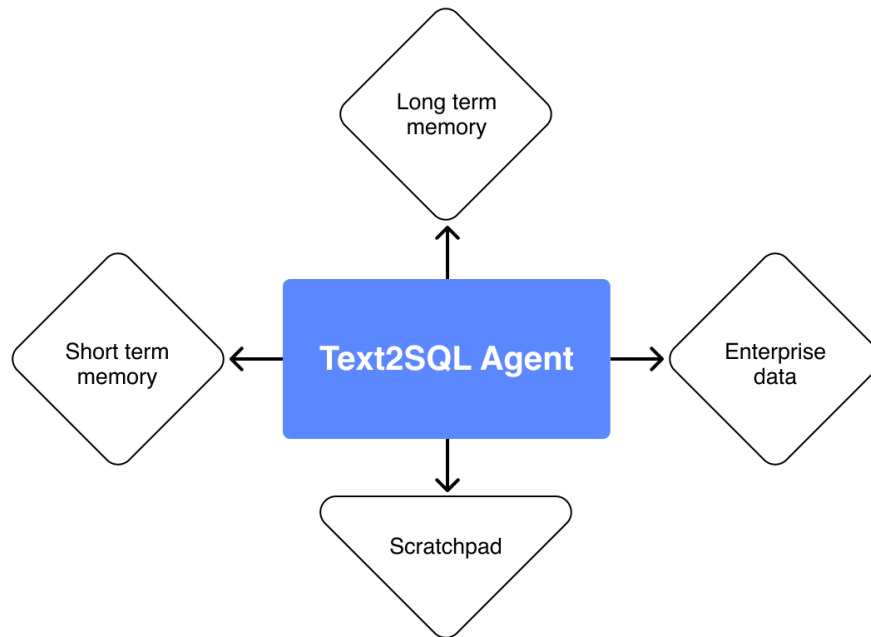 Long term
memory
Short term
memory
Text2SQL Agent
Enterprise
data
Scratchpad